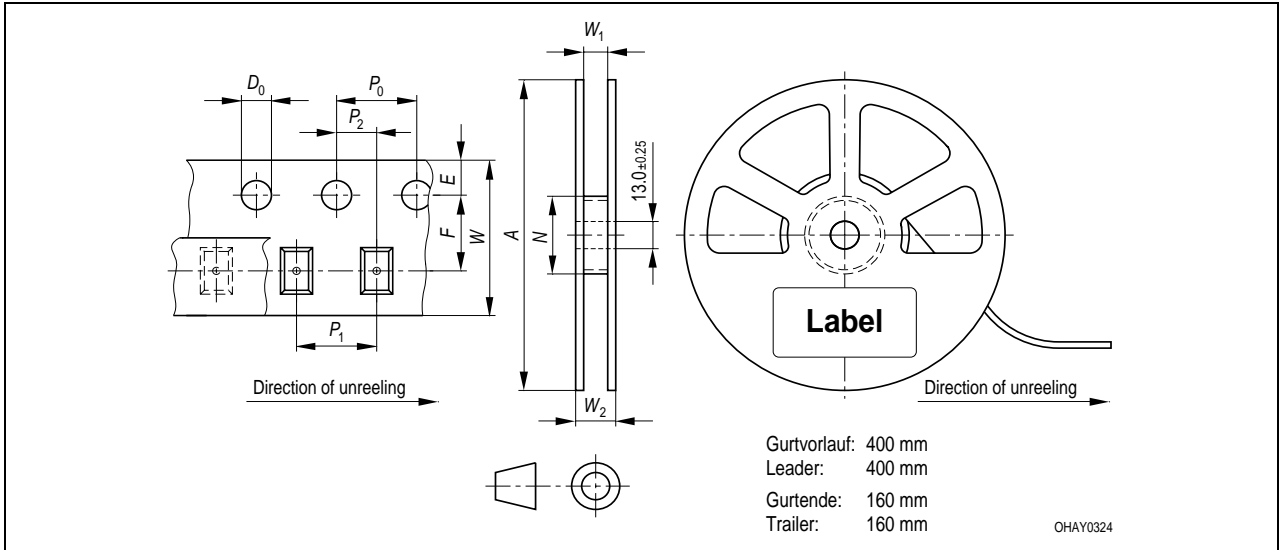 W₁
D₀
P₀
P₂
E
F
W
A
N
13.0±0.25
P₁
Label
Direction of unreeling
Direction of unreeling
W₂
Gurtvorlauf: 400 mm
Leader: 400 mm
Gurtende: 160 mm
Trailer: 160 mm
OHAY0324